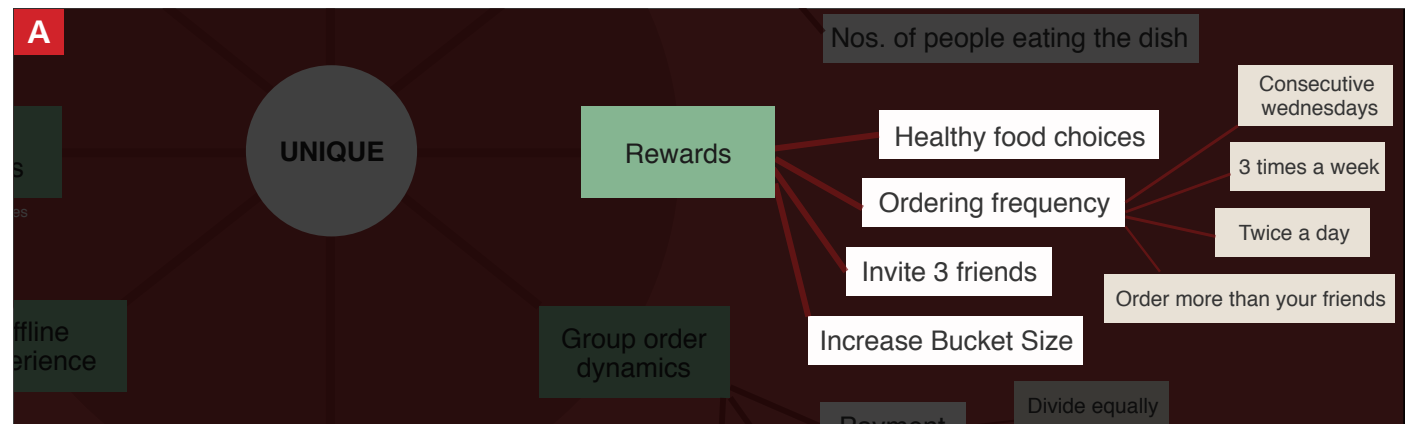 A
Nos. of people eating the dish
UNIQUE
Rewards
Healthy food choices
Ordering frequency
Invite 3 friends
Increase Bucket Size
Consecutive
wednesdays
3 times a week
Twice a day
Order more than your friends
Group order
dynamics
Payment
Divide equally
s
es
ffline
erience